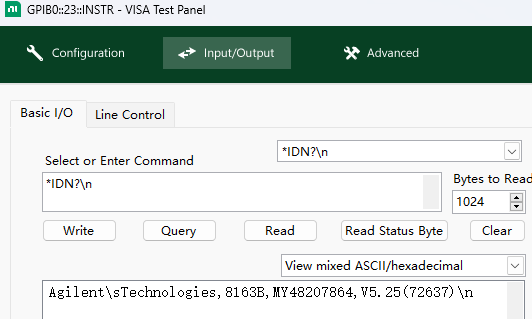 GPIB0::23::INSTR - VISA Test Panel
Configuration
Input/Output
Advanced
Basic I/O
Line Control
*IDN?\n
Select or Enter Command
*IDN?\n
Bytes to Read
1024
Write
Query
Read
Read Status Byte
Clear
View mixed ASCII/hexadecimal
Agilent\sTechnologies,8163B,MY48207864,V5.25(72637)\n